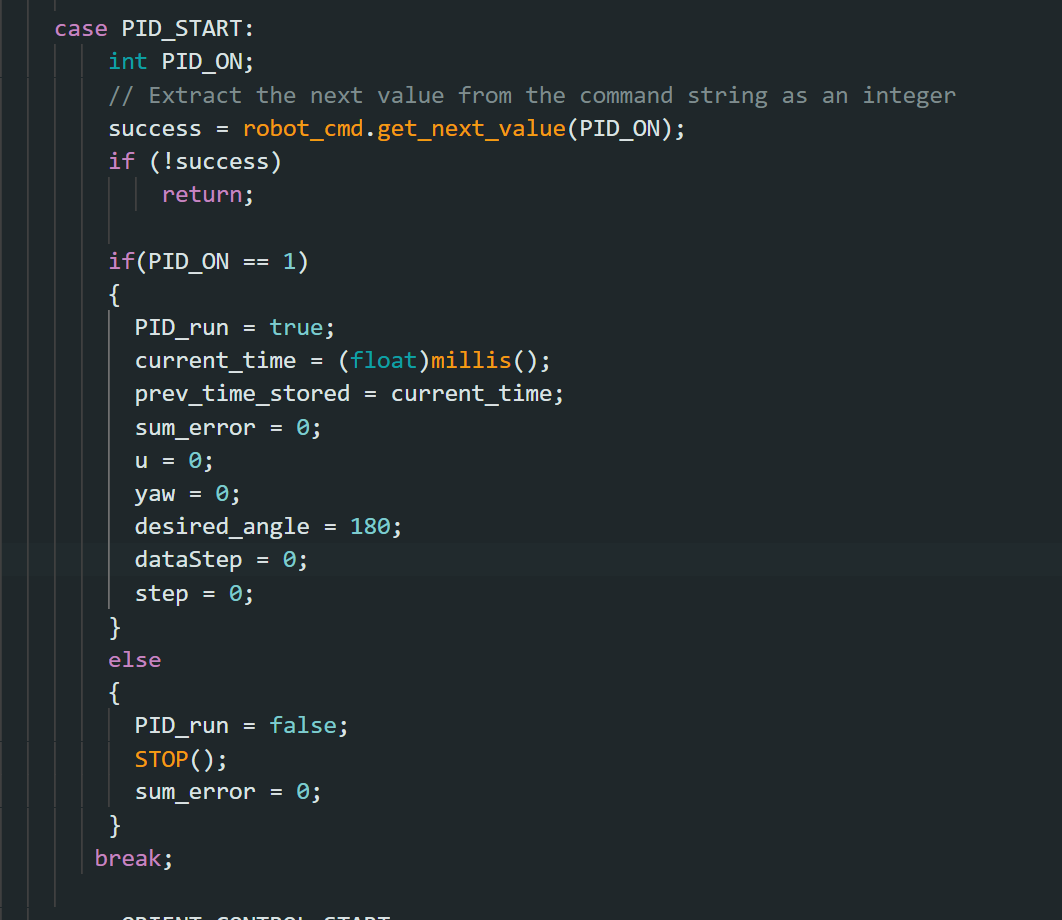 case PID_START:
int PID_ON;
// Extract the next value from the command string as an integer
success = robot_cmd.get_next_value(PID_ON);
if (!success)
return;
if(PID_ON == 1)
{
PID_run = true;
current_time = (float)millis();
prev_time_stored = current_time;
sum_error = 0;
u = 0;
yaw = 0;
desired_angle = 180;
dataStep = 0;
step = 0;
}
else
{
PID_run = false;
STOP();
sum_error = 0;
}
break;